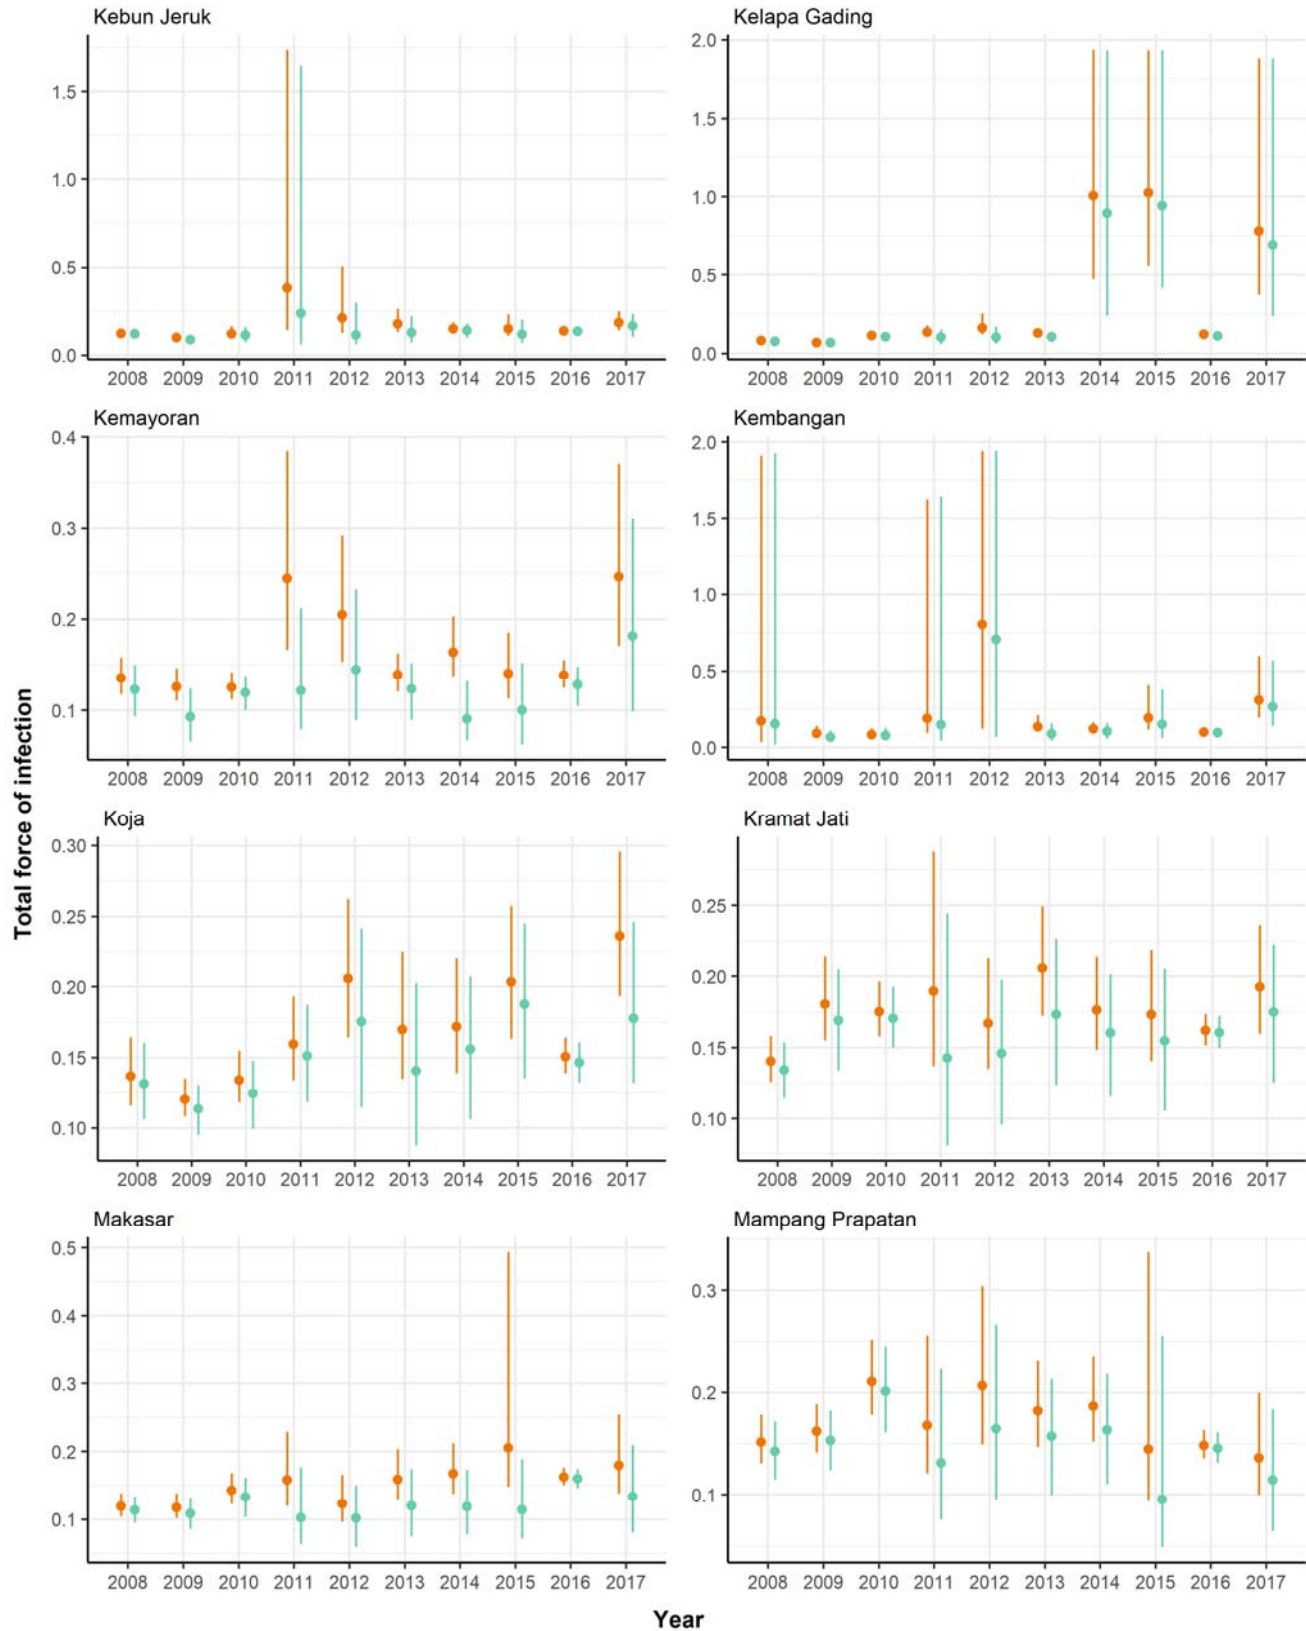 Kebun Jeruk
Kelapa Gading
1.5
1.0
0.5
0.0
2008 2009 2010 2011 2012 2013 2014 2015 2016 2017
2.0
1.5
1.0
0.5
0.0
2008 2009 2010 2011 2012 2013 2014 2015 2016 2017
Kemayoran
Kembangan
0.4
0.3
0.2
0.1
2008 2009 2010 2011 2012 2013 2014 2015 2016 2017
2.0
1.5
1.0
0.5
0.0
2008 2009 2010 2011 2012 2013 2014 2015 2016 2017
Total force of infection
Koja
Kramat Jati
0.30
0.25
0.20
0.15
0.10
2008 2009 2010 2011 2012 2013 2014 2015 2016 2017
0.25
0.20
0.15
0.10
2008 2009 2010 2011 2012 2013 2014 2015 2016 2017
Makasar
Mampang Prapatan
0.5
0.4
0.3
0.2
0.1
2008 2009 2010 2011 2012 2013 2014 2015 2016 2017
0.3
0.2
0.1
2008 2009 2010 2011 2012 2013 2014 2015 2016 2017
Year